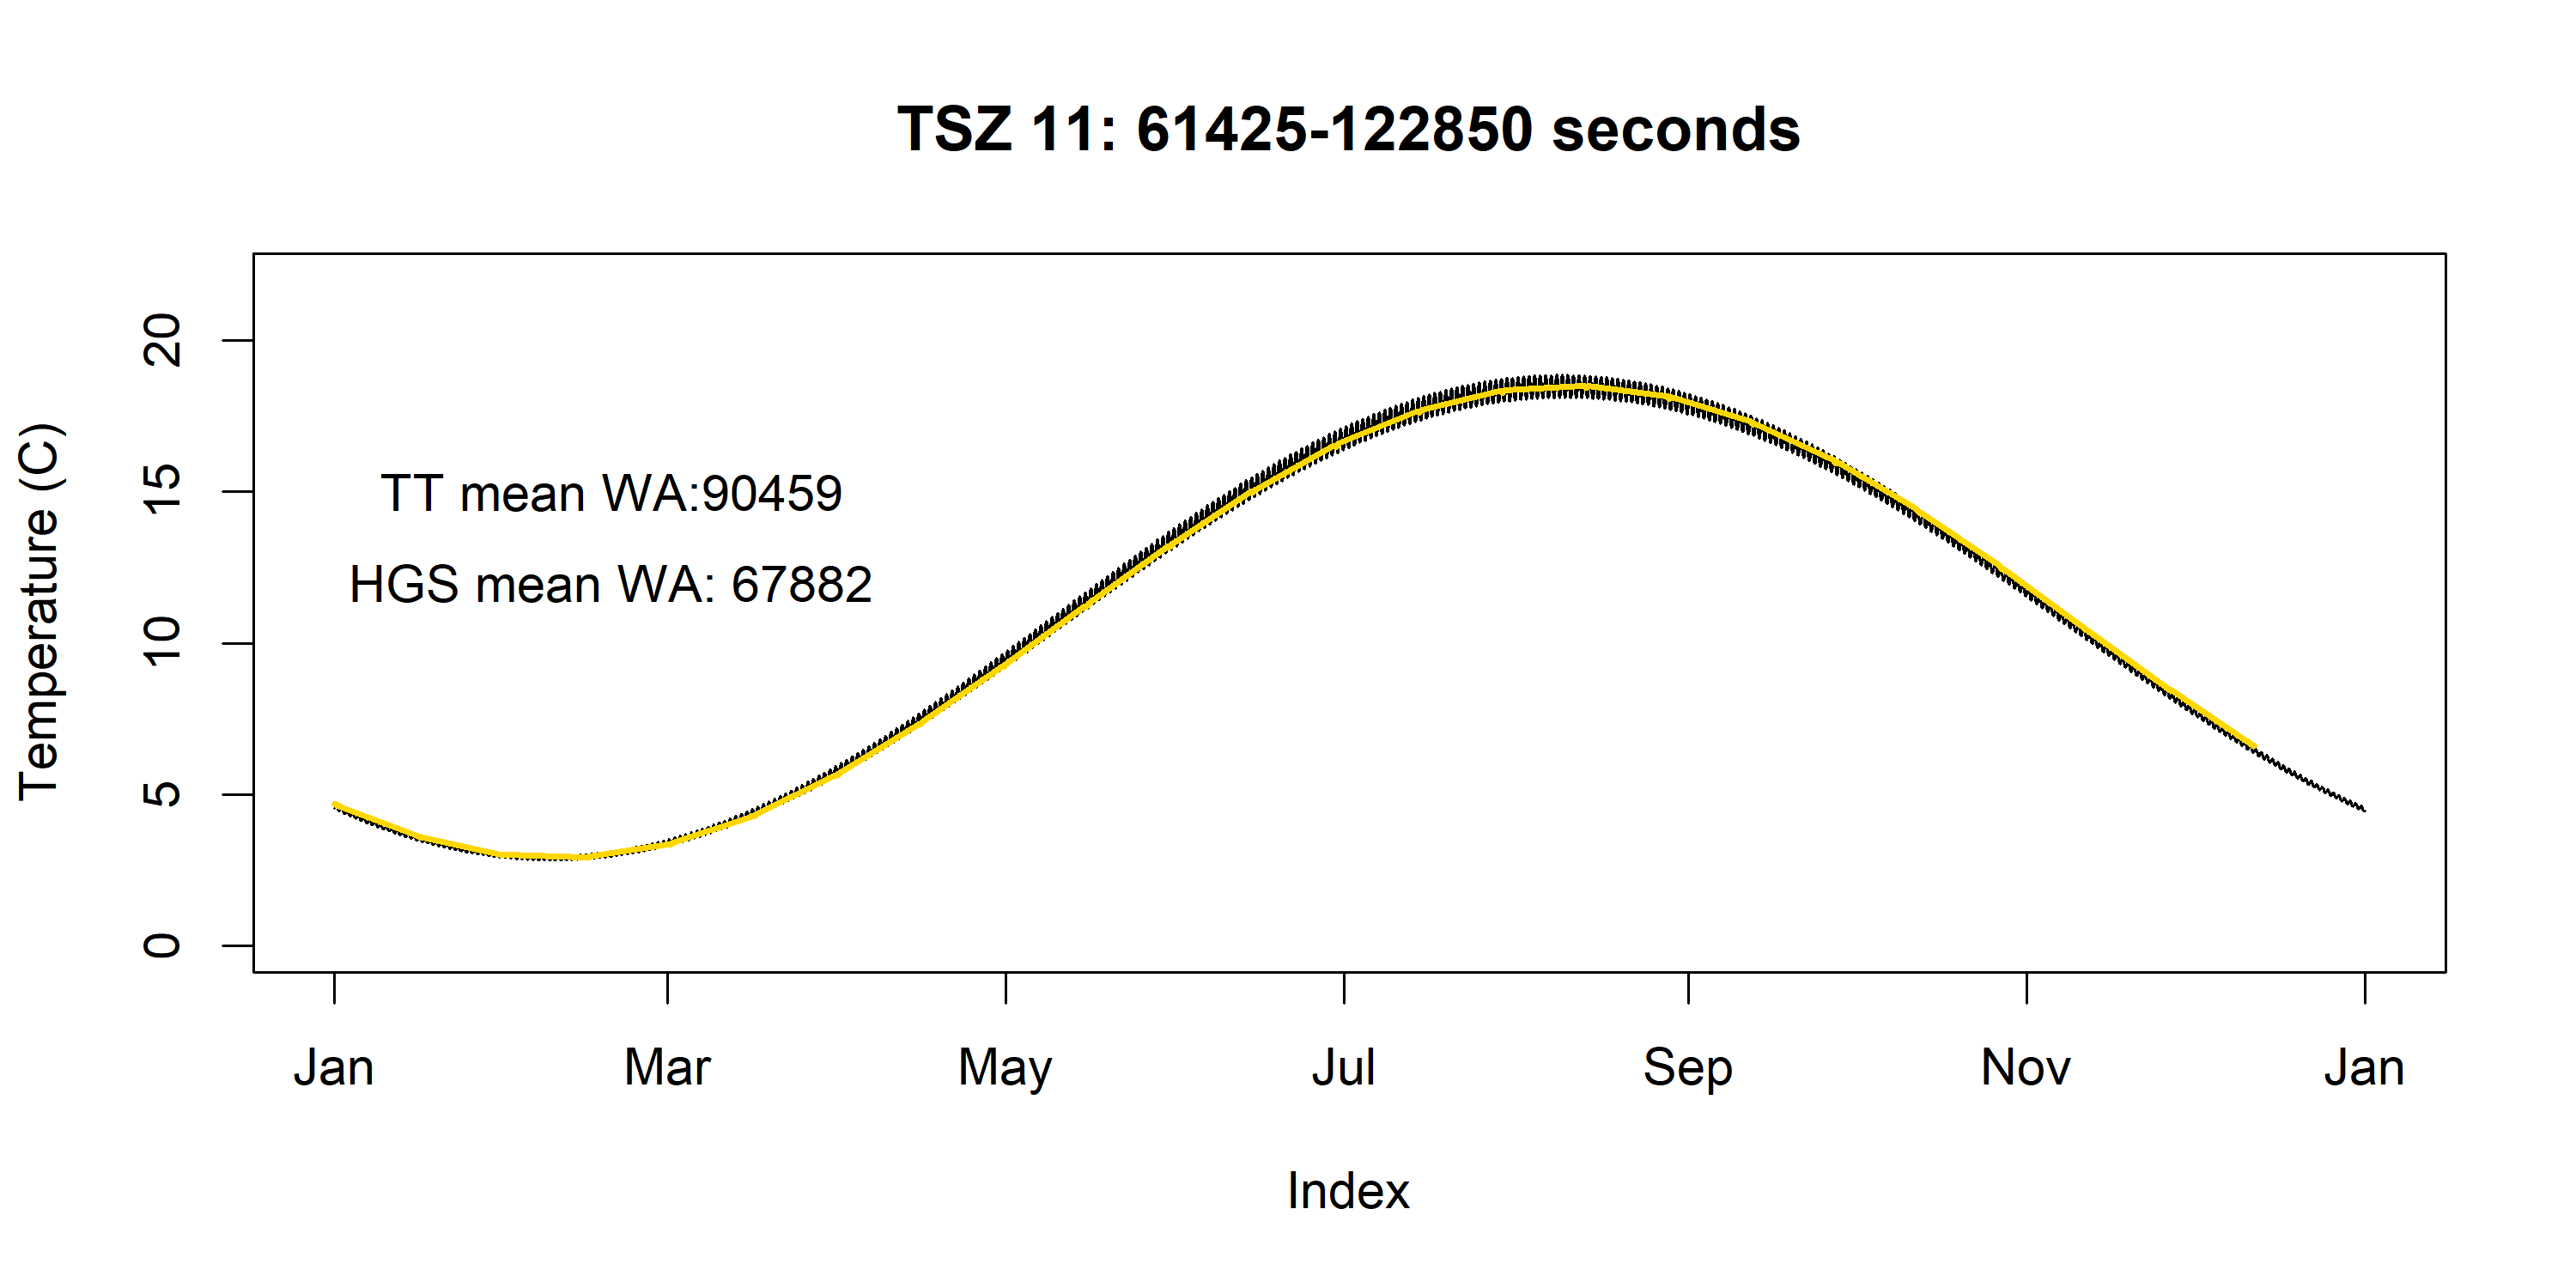 TSZ 11: 61425-122850 seconds
Temperature (C)
20
15
10
5
0
TT mean WA:90459
HGS mean WA: 67882
Jan Mar May Jul Sep Nov Jan
Index